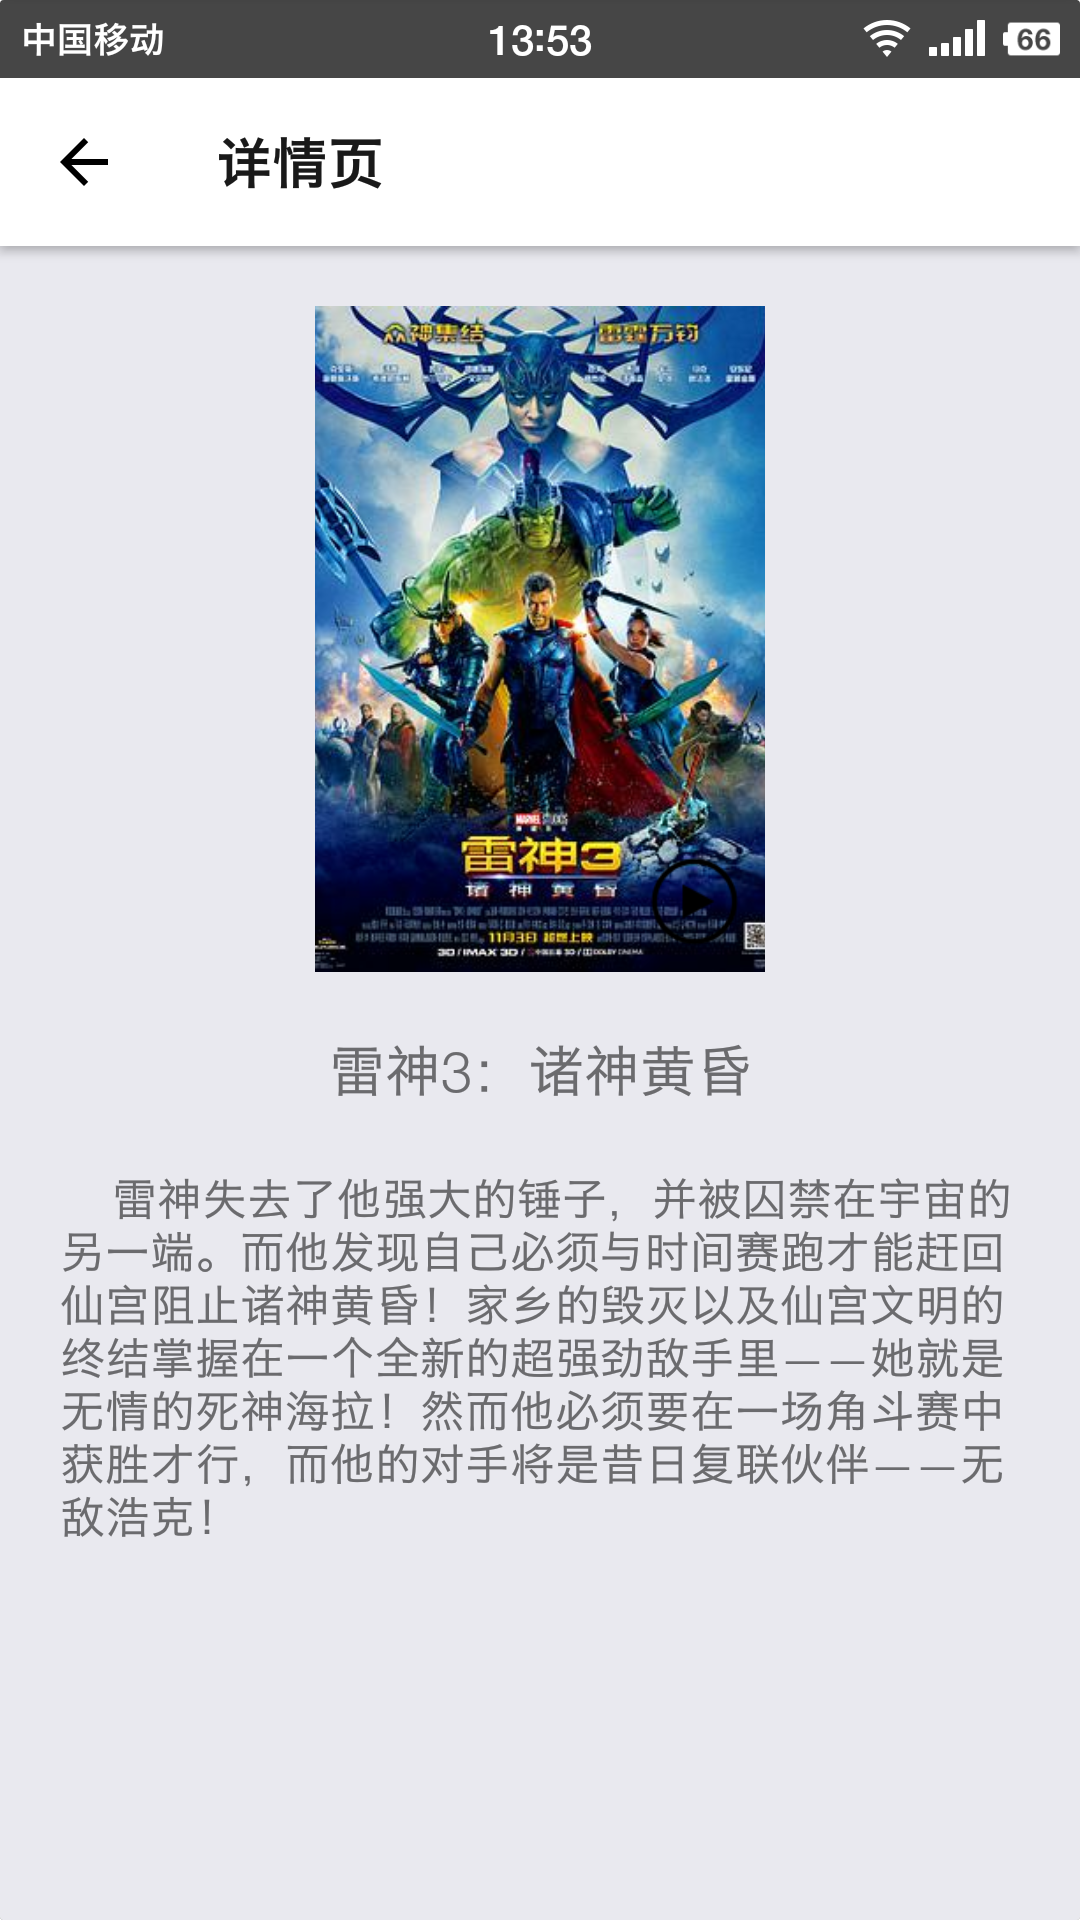 中国移动
13:53
66
详情页
众神集结
雷霆万钧
MARVEL STUDIOS
雷神3
诸神黄昏
11月3日 超燃上映
3D / IMAX 3D / 中国巨幕 3D / DOLBY CINEMA
雷神3：诸神黄昏
雷神失去了他强大的锤子，并被囚禁在宇宙的
另一端。而他发现自己必须与时间赛跑才能赶回
仙宫阻止诸神黄昏！家乡的毁灭以及仙宫文明的
终结掌握在一个全新的超强劲敌手里——她就是
无情的死神海拉！然而他必须要在一场角斗赛中
获胜才行，而他的对手将是昔日复联伙伴——无
敌浩克！